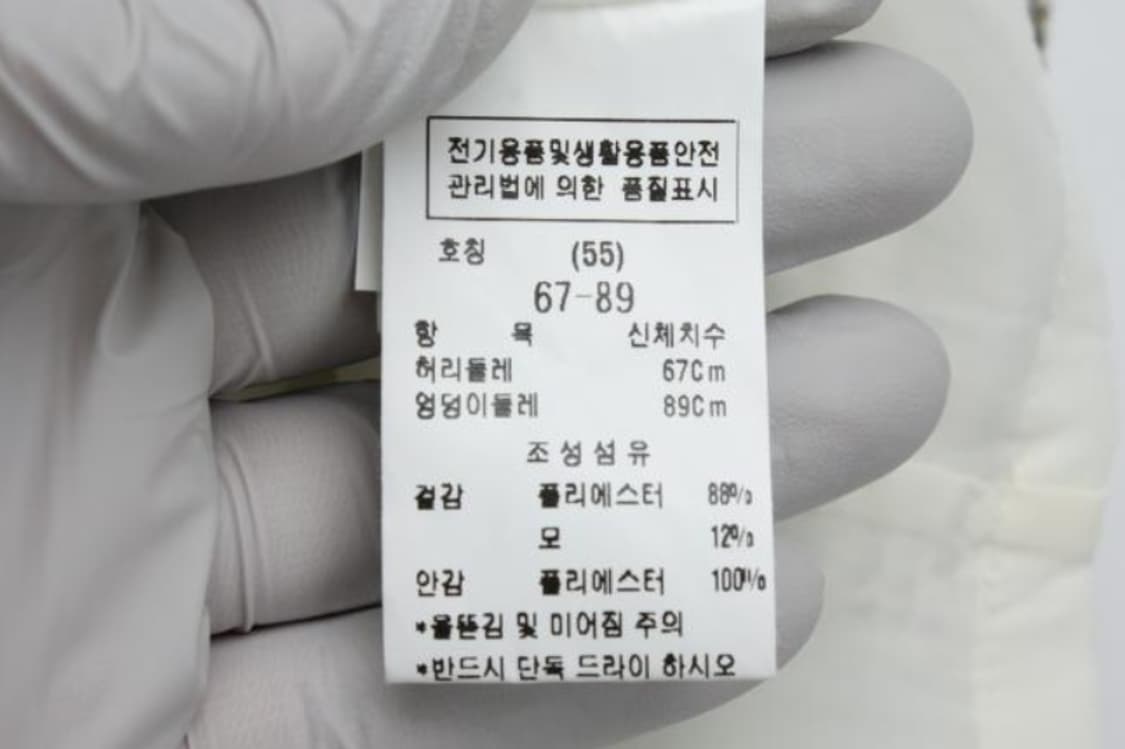 전기용품및생활용품안전
관리법에 의한 품질표시
호칭 (55)
67-89
항 목 신체치수
허리둘레 67Cm
엉덩이둘레 89Cm
조성섬유
겉감 폴리에스터 88%
모 12%
안감 폴리에스터 100%
*올뜯김 및 미어짐 주의
*반드시 단독 드라이 하시오